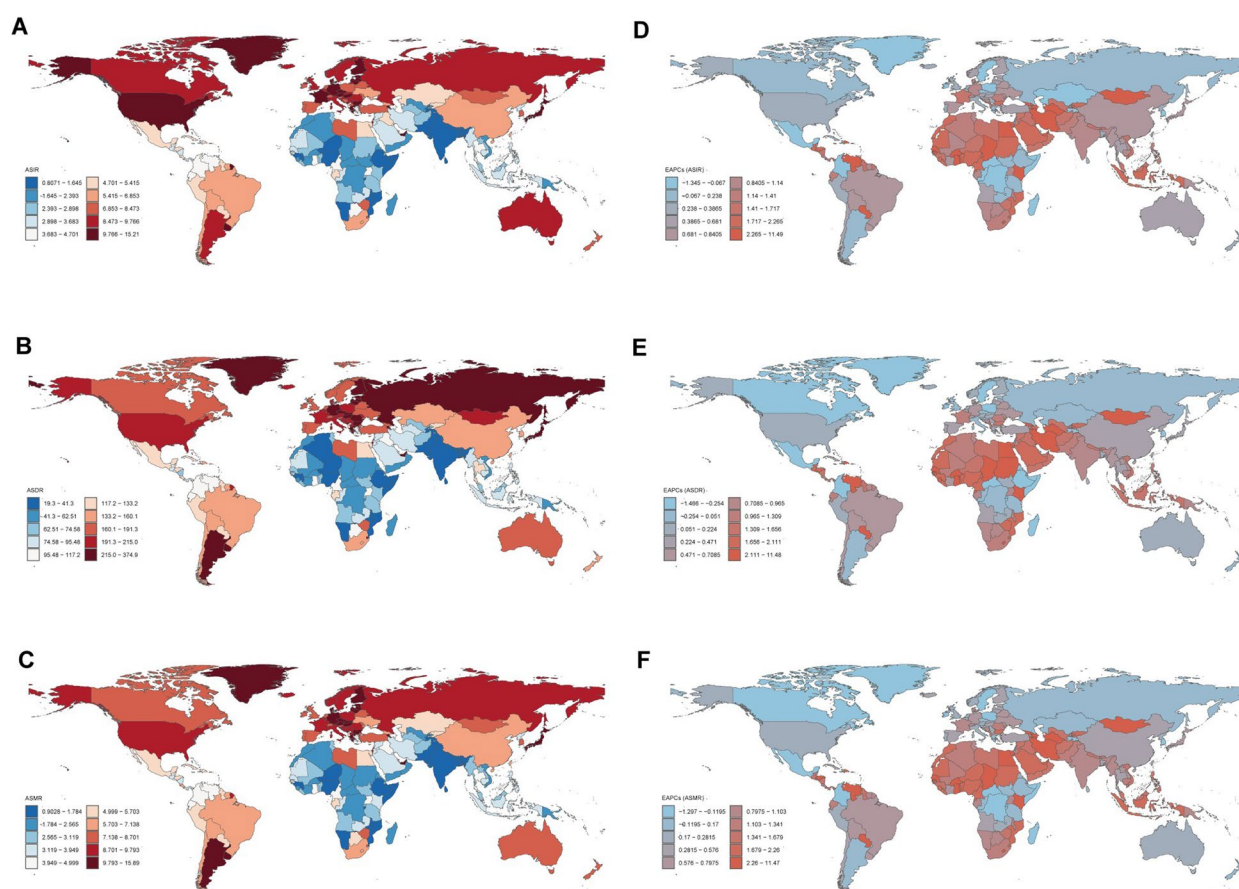 A
ASIR
0.8071 − 1.645
1.645 − 2.393
2.393 − 2.898
2.898 − 3.683
3.683 − 4.701
4.701 − 5.415
5.415 − 6.853
6.853 − 8.473
8.473 − 9.766
9.766 − 15.21
D
EAPCs (ASIR)
−1.345 − −0.067
−0.067 − 0.238
0.238 − 0.3865
0.3865 − 0.681
0.681 − 0.8405
0.8405 − 1.14
1.14 − 1.41
1.41 − 1.717
1.717 − 2.265
2.265 − 11.49
B
ASDR
19.3 − 41.3
41.3 − 62.51
62.51 − 74.58
74.58 − 95.48
95.48 − 117.2
117.2 − 133.2
133.2 − 160.1
160.1 − 191.3
191.3 − 215.0
215.0 − 374.9
E
EAPCs (ASDR)
−1.466 − −0.254
−0.254 − 0.051
0.051 − 0.224
0.224 − 0.471
0.471 − 0.7085
0.7085 − 0.965
0.965 − 1.309
1.309 − 1.656
1.656 − 2.111
2.111 − 11.48
C
ASMR
0.9028 − 1.784
1.784 − 2.565
2.565 − 3.119
3.119 − 3.949
3.949 − 4.999
4.999 − 5.703
5.703 − 7.138
7.138 − 8.701
8.701 − 9.793
9.793 − 15.89
F
EAPCs (ASMR)
−1.297 − −0.1195
−0.1195 − 0.17
0.17 − 0.2815
0.2815 − 0.576
0.576 − 0.7975
0.7975 − 1.103
1.103 − 1.341
1.341 − 1.679
1.679 − 2.26
2.26 − 11.47